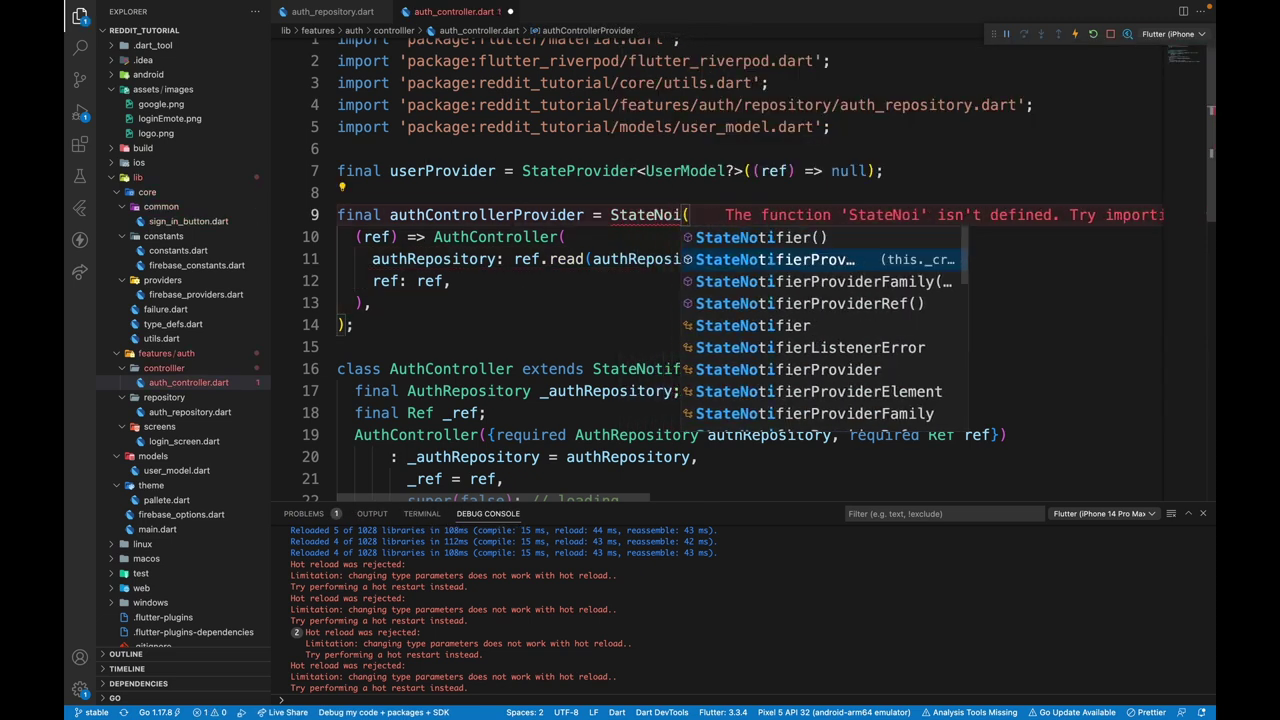 EXPLORER
···
auth_repository.dart
auth_controller.dart 1
REDDIT_TUTORIAL
.dart_tool
.idea
android
assets/images
google.png
loginEmote.png
logo.png
build
ios
lib
core
common
sign_in_button.dart
constants
constants.dart
firebase_constants.dart
providers
firebase_providers.dart
failure.dart
type_defs.dart
utils.dart
features/auth
controlller
auth_controller.dart 1
repository
auth_repository.dart
screens
login_screen.dart
models
user_model.dart
theme
pallete.dart
firebase_options.dart
main.dart
linux
macos
test
web
windows
.flutter-plugins
.flutter-plugins-dependencies
.gitignore
OUTLINE
TIMELINE
DEPENDENCIES
GO
lib > features > auth > controlller > auth_controller.dart > authControllerProvider
Flutter (iPhone
1 import 'package:flutter/material.dart';
2 import 'package:flutter_riverpod/flutter_riverpod.dart';
3 import 'package:reddit_tutorial/core/utils.dart';
4 import 'package:reddit_tutorial/features/auth/repository/auth_repository.dart';
5 import 'package:reddit_tutorial/models/user_model.dart';
6
7 final userProvider = StateProvider<UserModel?>((ref) => null);
8
9 final authControllerProvider = StateNoi( The function 'StateNoi' isn't defined. Try importi
10 (ref) => AuthController(
11 authRepository: ref.read(authReposi
12 ref: ref,
13 ),
14 );
15
16 class AuthController extends StateNotif
17 final AuthRepository _authRepository;
18 final Ref _ref;
19 AuthController({required AuthRepository authRepository, required Ref ref})
20 : _authRepository = authRepository,
21 _ref = ref,
22 super(false); // loading
StateNotifier()
StateNotifierProv… (this._cr…
StateNotifierProviderFamily(…
StateNotifierProviderRef()
StateNotifier
StateNotifierListenerError
StateNotifierProvider
StateNotifierProviderElement
StateNotifierProviderFamily
PROBLEMS 1 OUTPUT TERMINAL DEBUG CONSOLE
Filter (e.g. text, !exclude)
Flutter (iPhone 14 Pro Max
Reloaded 5 of 1028 libraries in 108ms (compile: 15 ms, reload: 44 ms, reassemble: 43 ms).
Reloaded 4 of 1028 libraries in 112ms (compile: 15 ms, reload: 43 ms, reassemble: 42 ms).
Reloaded 4 of 1028 libraries in 108ms (compile: 15 ms, reload: 43 ms, reassemble: 43 ms).
Hot reload was rejected:
Limitation: changing type parameters does not work with hot reload..
Try performing a hot restart instead.
Hot reload was rejected:
Limitation: changing type parameters does not work with hot reload..
Try performing a hot restart instead.
2 Hot reload was rejected:
Limitation: changing type parameters does not work with hot reload..
Try performing a hot restart instead.
Hot reload was rejected:
Limitation: changing type parameters does not work with hot reload..
Try performing a hot restart instead.
>
stable Go 1.17.8 1 0 Live Share Debug my code + packages + SDK Spaces: 2 UTF-8 LF Dart Dart DevTools Flutter: 3.3.4 Pixel 5 API 32 (android-arm64 emulator) Analysis Tools Missing Go Update Available Prettier